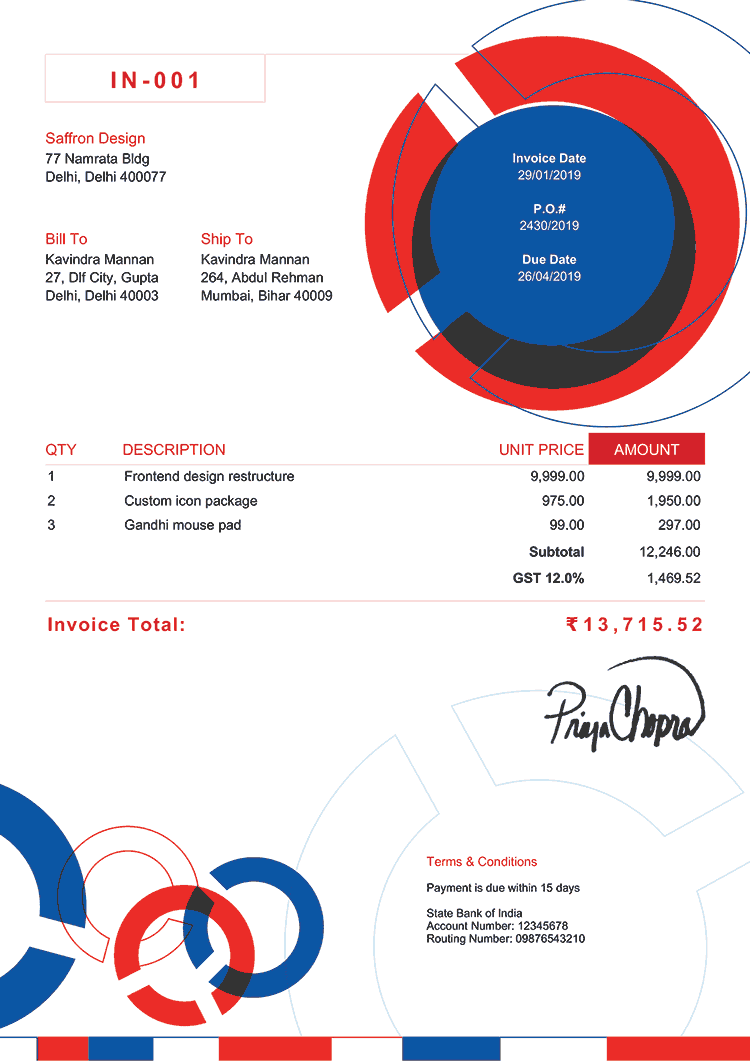 IN-001
Saffron Design
77 Namrata Bldg
Delhi, Delhi 400077
Invoice Date
29/01/2019
P.O.#
2430/2019
Due Date
26/04/2019
Bill To
Kavindra Mannan
27, Dlf City, Gupta
Delhi, Delhi 40003
Ship To
Kavindra Mannan
264, Abdul Rehman
Mumbai, Bihar 40009
QTY DESCRIPTION UNIT PRICE AMOUNT
1 Frontend design restructure 9,999.00 9,999.00
2 Custom icon package 975.00 1,950.00
3 Gandhi mouse pad 99.00 297.00
Subtotal 12,246.00
GST 12.0% 1,469.52
Invoice Total: ₹13,715.52
Priya Chopra
Terms & Conditions
Payment is due within 15 days
State Bank of India
Account Number: 12345678
Routing Number: 09876543210